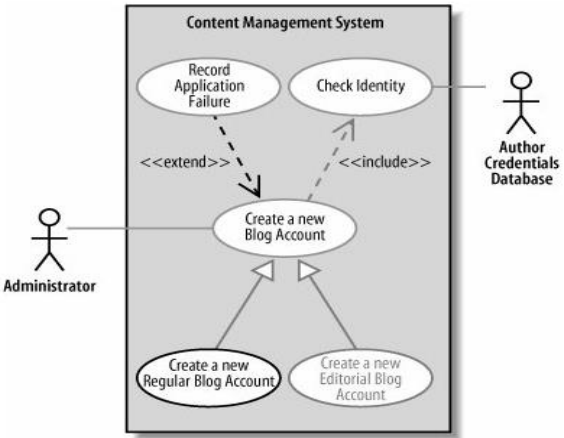 Content Management System
Record
Application
Failure
Check Identity
Author
Credentials
Database
<<extend>>
<<include>>
Create a new
Blog Account
Administrator
Create a new
Regular Blog Account
Create a new
Editorial Blog
Account